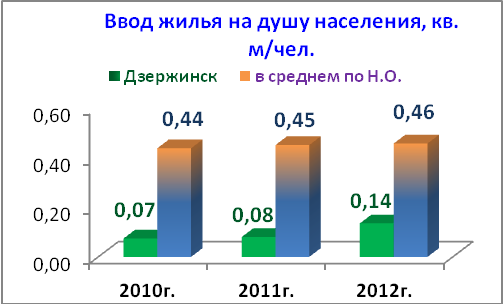 Ввод жилья на душу населения, кв.
м/чел.
Дзержинск в среднем по Н.О.
0,60
0,40
0,20
0,00
0,07 0,44 0,08 0,45 0,14 0,46
2010г. 2011г. 2012г.